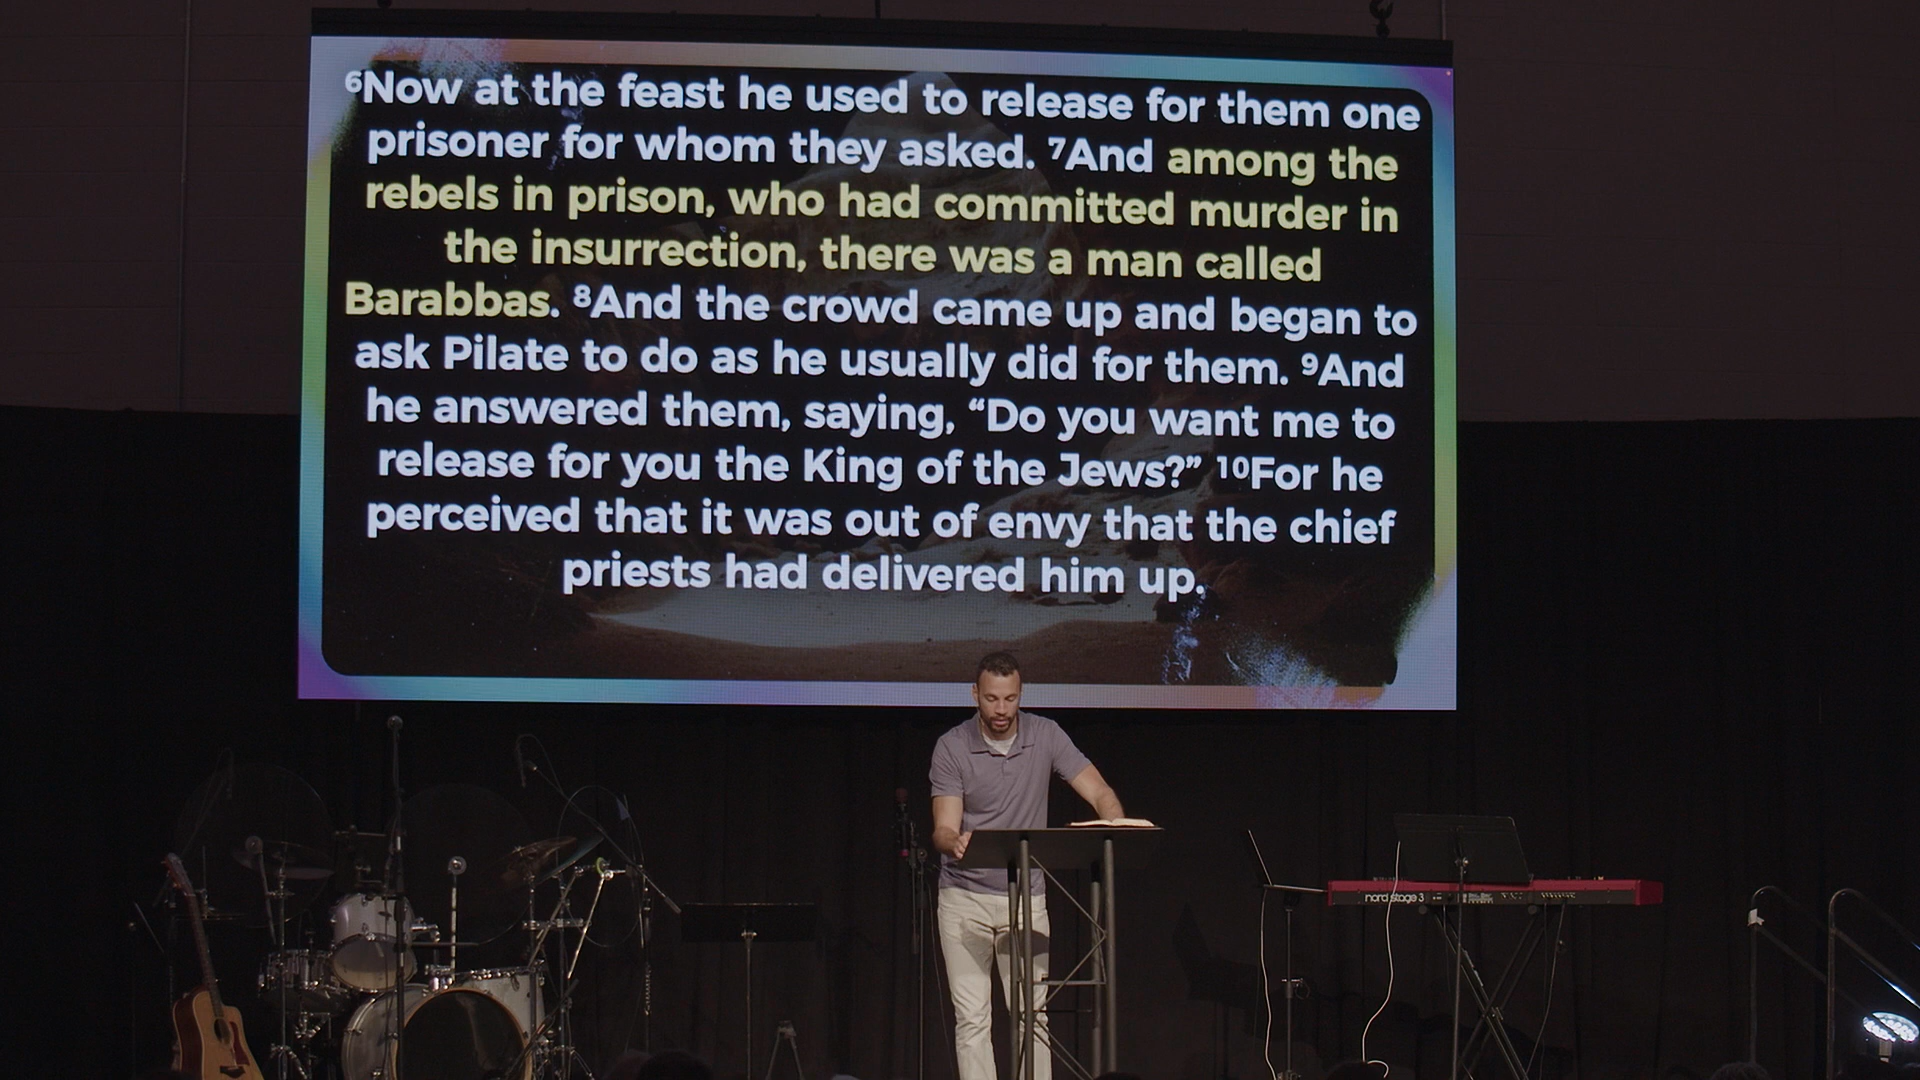 ⁶Now at the feast he used to release for them one
prisoner for whom they asked. ⁷And among the
rebels in prison, who had committed murder in
the insurrection, there was a man called
Barabbas. ⁸And the crowd came up and began to
ask Pilate to do as he usually did for them. ⁹And
he answered them, saying, “Do you want me to
release for you the King of the Jews?” ¹⁰For he
perceived that it was out of envy that the chief
priests had delivered him up.
nord stage 3